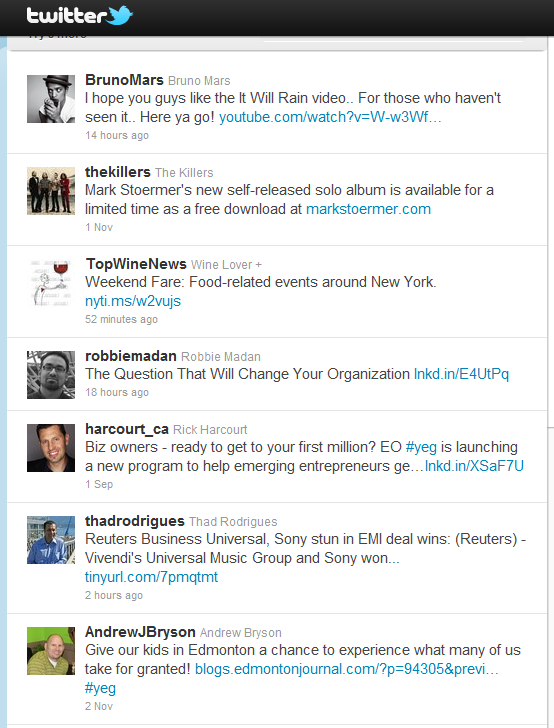 twitter
BrunoMars Bruno Mars
I hope you guys like the It Will Rain video.. For those who haven't
seen it.. Here ya go! youtube.com/watch?v=W-w3Wf…
14 hours ago
thekillers The Killers
Mark Stoermer's new self-released solo album is available for a
limited time as a free download at markstoermer.com
1 Nov
TopWineNews Wine Lover +
Weekend Fare: Food-related events around New York.
nyti.ms/w2vujs
52 minutes ago
robbiemadan Robbie Madan
The Question That Will Change Your Organization lnkd.in/E4UtPq
18 hours ago
harcourt_ca Rick Harcourt
Biz owners - ready to get to your first million? EO #yeg is launching
a new program to help emerging entrepreneurs ge…lnkd.in/XSaF7U
1 Sep
thadrodrigues Thad Rodrigues
Reuters Business Universal, Sony stun in EMI deal wins: (Reuters) -
Vivendi's Universal Music Group and Sony won...
tinyurl.com/7pmqtmt
2 hours ago
AndrewJBryson Andrew Bryson
Give our kids in Edmonton a chance to experience what many of us
take for granted! blogs.edmontonjournal.com/?p=94305&previ…
#yeg
2 Nov